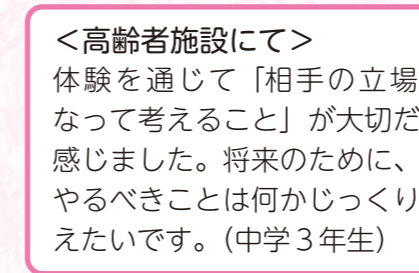 ＜高齢者施設にて＞
体験を通じて「相手の立場
なって考えること」が大切だ
感じました。将来のために、
やるべきことは何かじっくり
えたいです。（中学３年生）